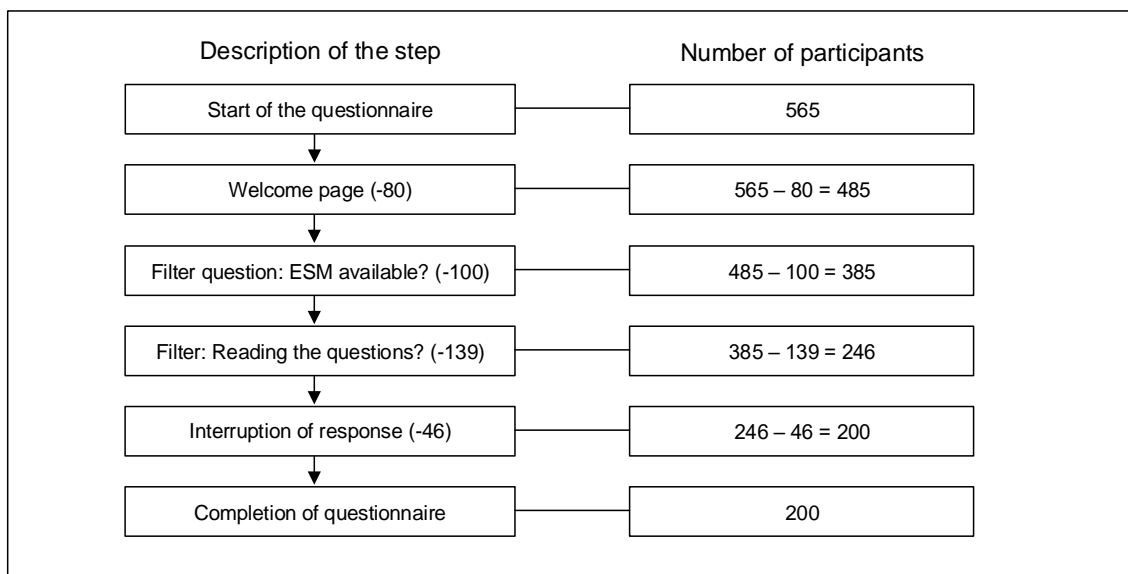 Description of the step
Number of participants
Start of the questionnaire
565
Welcome page (-80)
565 – 80 = 485
Filter question: ESM available? (-100)
485 – 100 = 385
Filter: Reading the questions? (-139)
385 – 139 = 246
Interruption of response (-46)
246 – 46 = 200
Completion of questionnaire
200